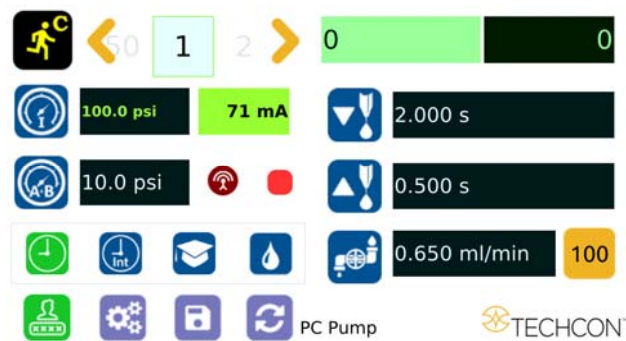 C
50 1 2
0 0
I 100.0 psi 71 mA
2.000 s
A-B 10.0 psi
0.500 s
Int
0.650 ml/min 100
xxxx
PC Pump
TECHCON